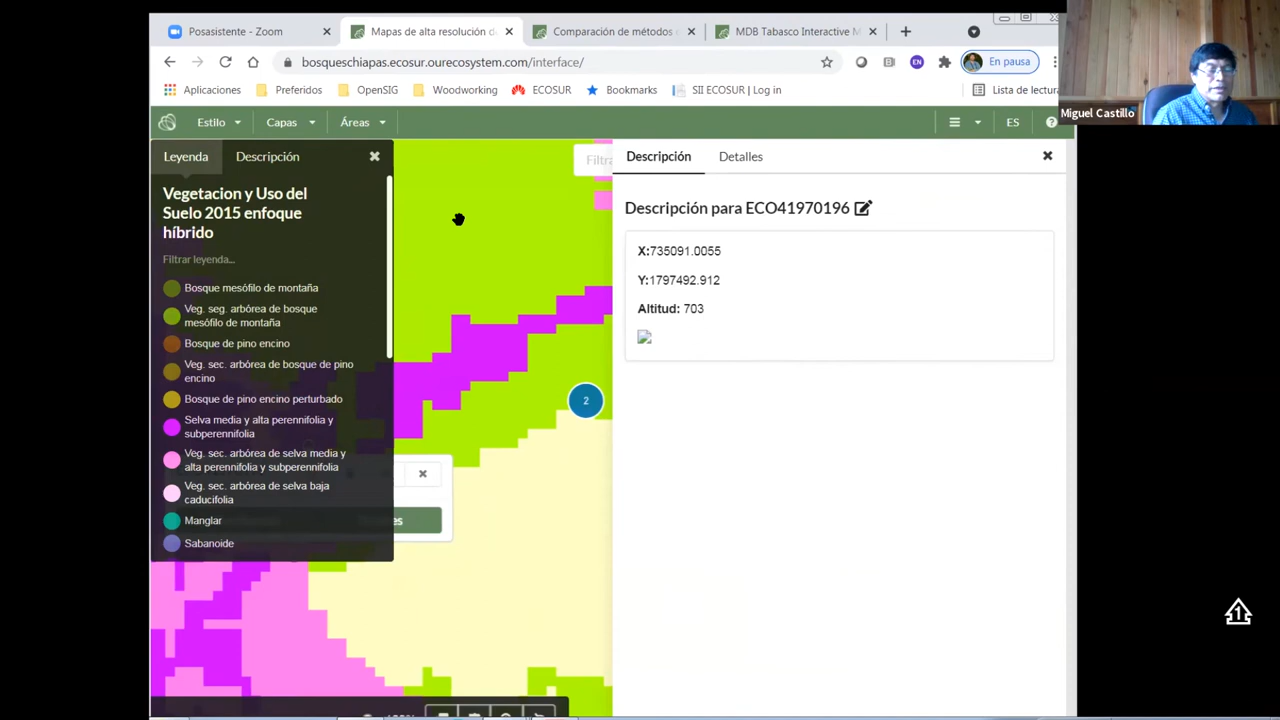 Posasistente - Zoom
Mapas de alta resolución d
Comparación de métodos
MDB Tabasco Interactive M
bosqueschiapas.ecosur.ourecosystem.com/interface/
EN
En pausa
Aplicaciones
Preferidos
OpenSIG
Woodworking
ECOSUR
Bookmarks
SII ECOSUR | Log in
Lista de lectura
Miguel Castillo
Estilo
Capas
Áreas
ES
Leyenda
Descripción
Vegetacion y Uso del
Suelo 2015 enfoque
híbrido
Filtrar leyenda...
Bosque mesófilo de montaña
Veg. seg. arbórea de bosque
mesófilo de montaña
Bosque de pino encino
Veg. sec. arbórea de bosque de pino
encino
Bosque de pino encino perturbado
Selva media y alta perennifolia y
subperennifolia
Veg. sec. arbórea de selva media y
alta perennifolia y subperennifolia
Veg. sec. arbórea de selva baja
caducifolia
Manglar
Sabanoide
Filtra
2
Descripción
Detalles
Descripción para ECO41970196
X:735091.0055
Y:1797492.912
Altitud: 703
1